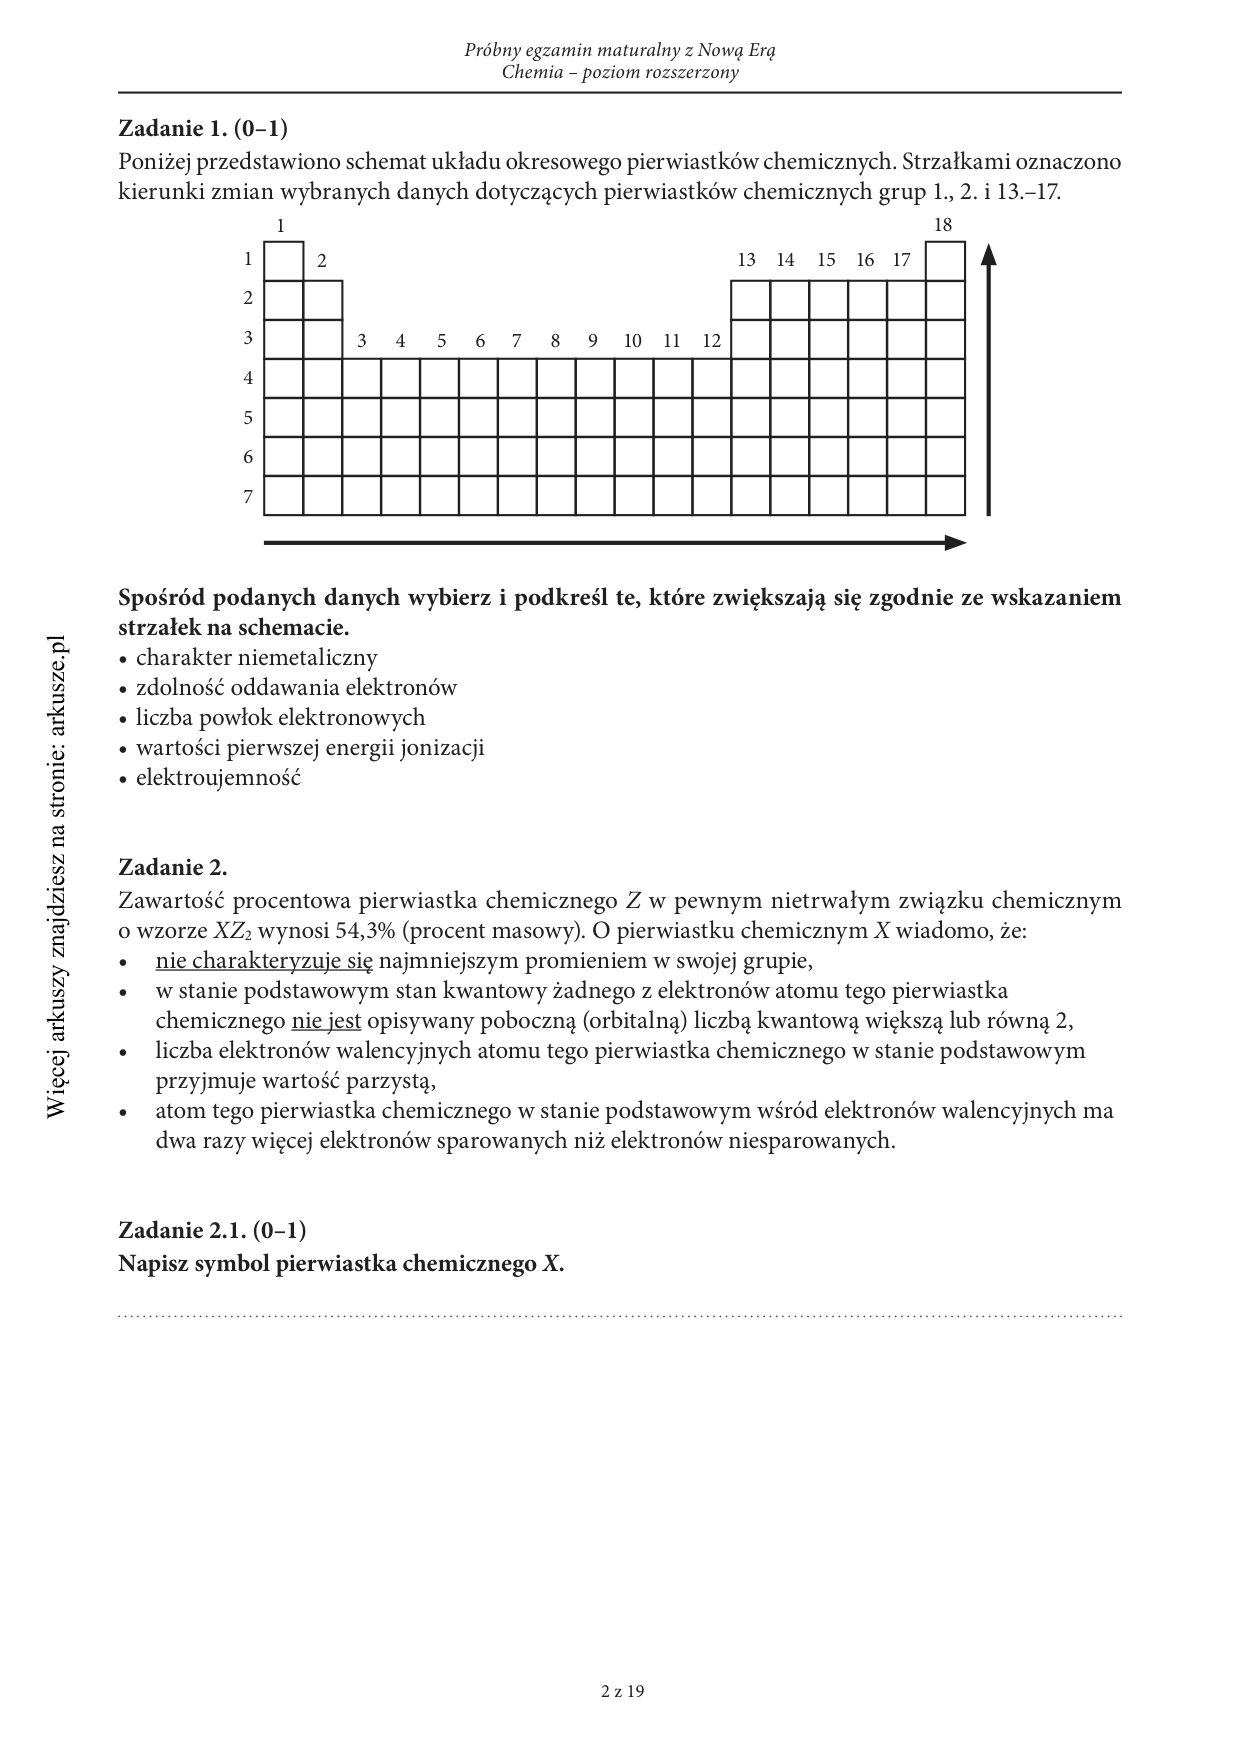 Próbny egzamin maturalny z Nową Erą
Chemia – poziom rozszerzony
Zadanie 1. (0–1)
Poniżej przedstawiono schemat układu okresowego pierwiastków chemicznych. Strzałkami oznaczono
kierunki zmian wybranych danych dotyczących pierwiastków chemicznych grup 1., 2. i 13.–17.
1 18
1 2 13 14 15 16 17
2
3 3 4 5 6 7 8 9 10 11 12
4
5
6
7
Spośród podanych danych wybierz i podkreśl te, które zwiększają się zgodnie ze wskazaniem
strzałek na schemacie.
• charakter niemetaliczny
• zdolność oddawania elektronów
• liczba powłok elektronowych
• wartości pierwszej energii jonizacji
• elektroujemność
Zadanie 2.
Zawartość procentowa pierwiastka chemicznego Z w pewnym nietrwałym związku chemicznym
o wzorze XZ₂ wynosi 54,3% (procent masowy). O pierwiastku chemicznym X wiadomo, że:
• nie charakteryzuje się najmniejszym promieniem w swojej grupie,
• w stanie podstawowym stan kwantowy żadnego z elektronów atomu tego pierwiastka
chemicznego nie jest opisywany poboczną (orbitalną) liczbą kwantową większą lub równą 2,
• liczba elektronów walencyjnych atomu tego pierwiastka chemicznego w stanie podstawowym
przyjmuje wartość parzystą,
• atom tego pierwiastka chemicznego w stanie podstawowym wśród elektronów walencyjnych ma
dwa razy więcej elektronów sparowanych niż elektronów niesparowanych.
Zadanie 2.1. (0–1)
Napisz symbol pierwiastka chemicznego X.
2 z 19
Więcej arkuszy znajdziesz na stronie: arkusze.pl